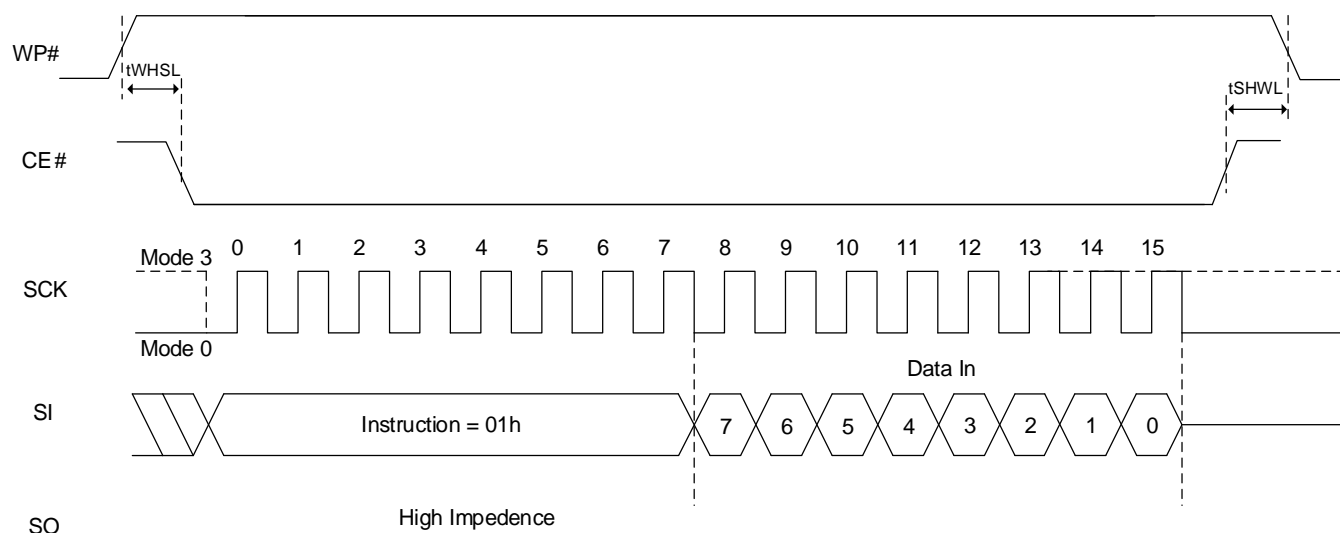 WP#
tWHSL
tSHWL
CE#
0 1 2 3 4 5 6 7 8 9 10 11 12 13 14 15
Mode 3
SCK
Mode 0
Data In
SI
Instruction = 01h
7 6 5 4 3 2 1 0
High Impedence
SO